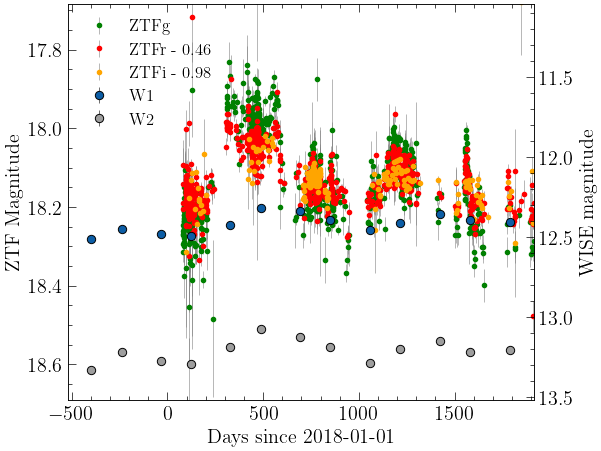 ZTFg
ZTFr - 0.46
ZTFi - 0.98
W1
W2
17.8
18.0
18.2
18.4
18.6
ZTF Magnitude
11.5
12.0
12.5
13.0
13.5
WISE magnitude
−500
0
500
1000
1500
Days since 2018-01-01